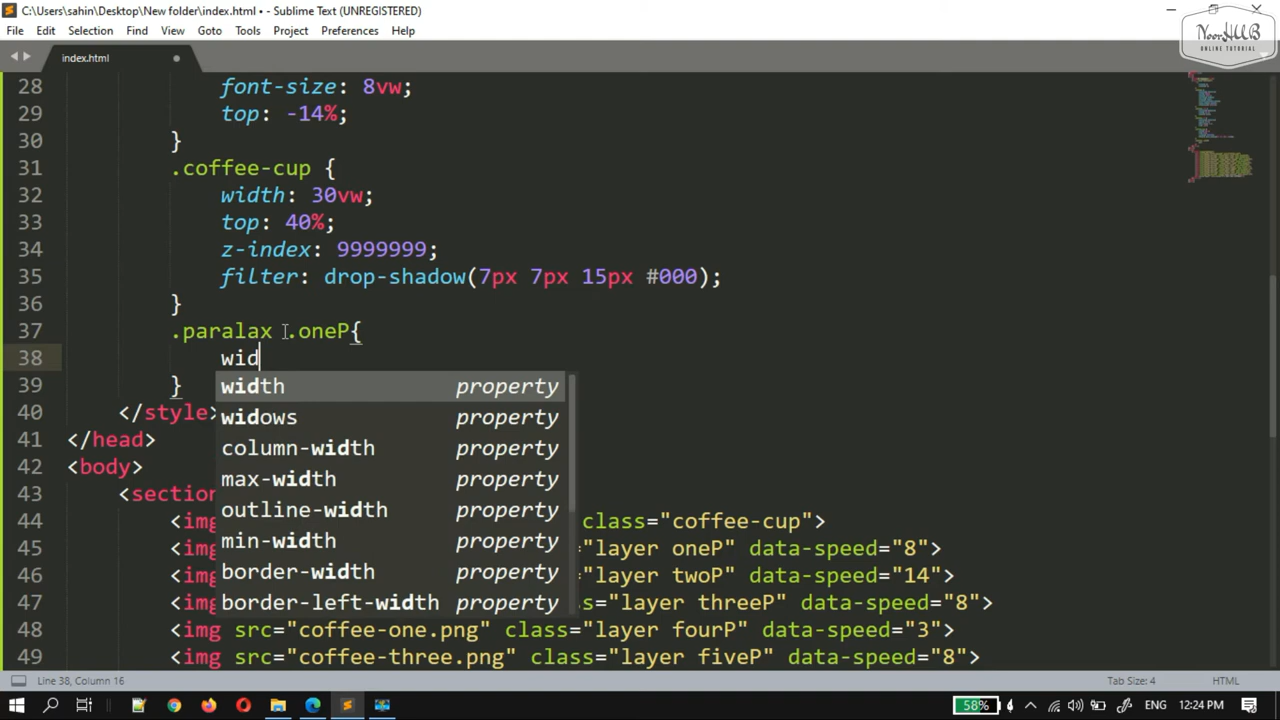 C:\Users\sahin\Desktop\New folder\index.html • - Sublime Text (UNREGISTERED)
File Edit Selection Find View Goto Tools Project Preferences Help
NoorHUB
ONLINE TUTORIAL
index.html
28 font-size: 8vw;
29 top: -14%;
30 }
31 .coffee-cup {
32 width: 30vw;
33 top: 40%;
34 z-index: 9999999;
35 filter: drop-shadow(7px 7px 15px #000);
36 }
37 .paralax .oneP{
38 wid
39 }
width property
widows property
column-width property
max-width property
outline-width property
min-width property
border-width property
border-left-width property
40 </style>
41 </head>
42 <body>
43 <section
44 <img class="coffee-cup">
45 <img ="layer oneP" data-speed="8">
46 <img ="layer twoP" data-speed="14">
47 <img ="layer threeP" data-speed="8">
48 <img src="coffee-one.png" class="layer fourP" data-speed="3">
49 <img src="coffee-three.png" class="layer fiveP" data-speed="8">
Line 38, Column 16 Tab Size: 4 HTML
58% ENG 12:24 PM